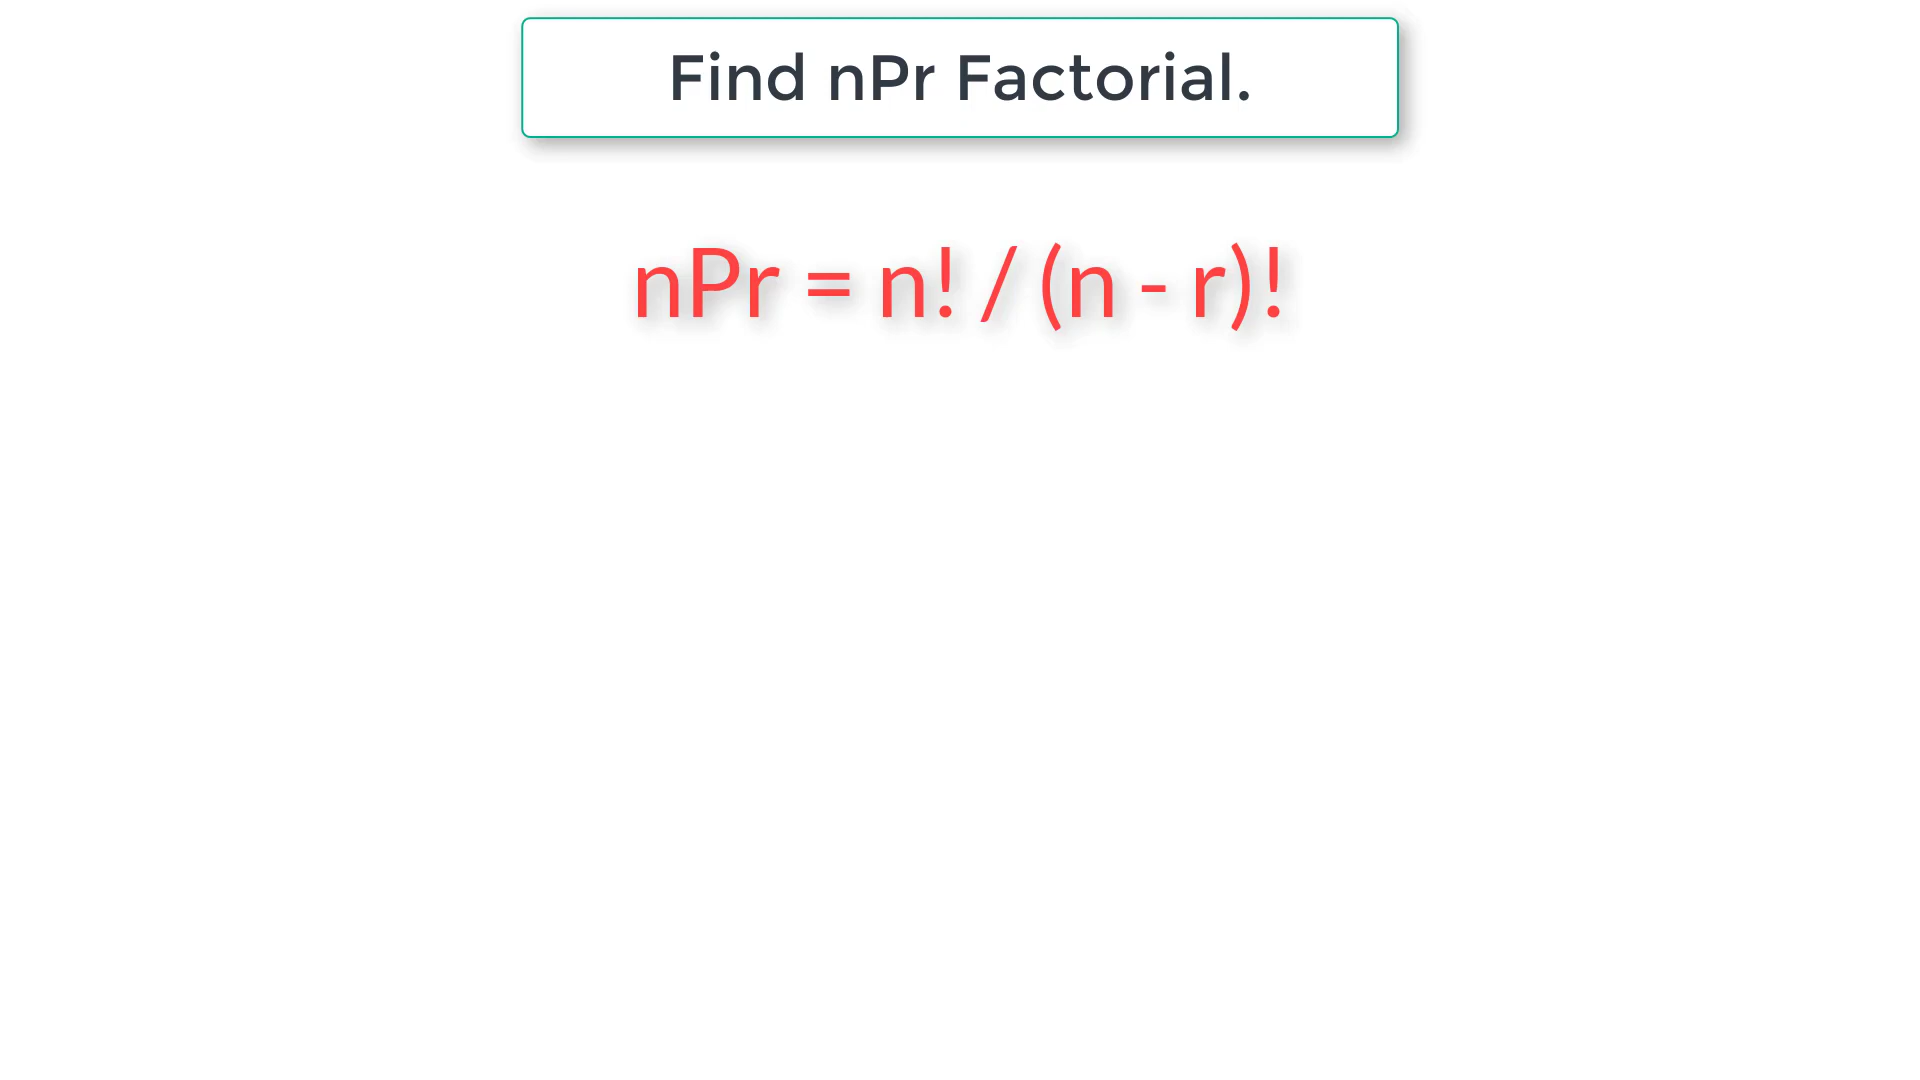 Find nPr Factorial.
nPr = n! / (n - r)!